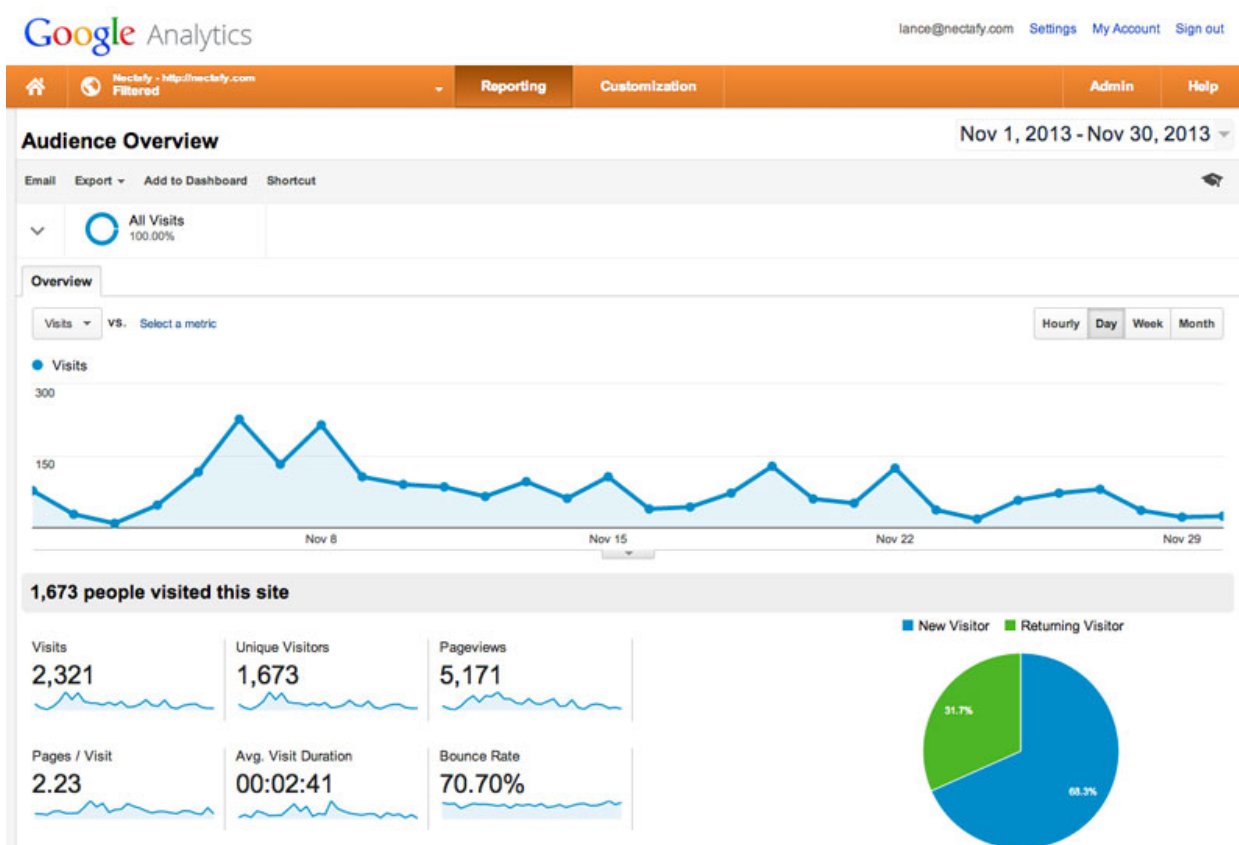 Google Analytics
lance@nectafy.com Settings My Account Sign out
Nectafy - http://nectafy.com
Filtered
Reporting Customization Admin Help
Audience Overview
Nov 1, 2013 - Nov 30, 2013
Email Export Add to Dashboard Shortcut
All Visits
100.00%
Overview
Visits VS. Select a metric
Hourly Day Week Month
Visits
300
150
Nov 8 Nov 15 Nov 22 Nov 29
1,673 people visited this site
New Visitor Returning Visitor
Visits Unique Visitors Pageviews
2,321 1,673 5,171
31.7%
Pages / Visit Avg. Visit Duration Bounce Rate
2.23 00:02:41 70.70%
68.3%